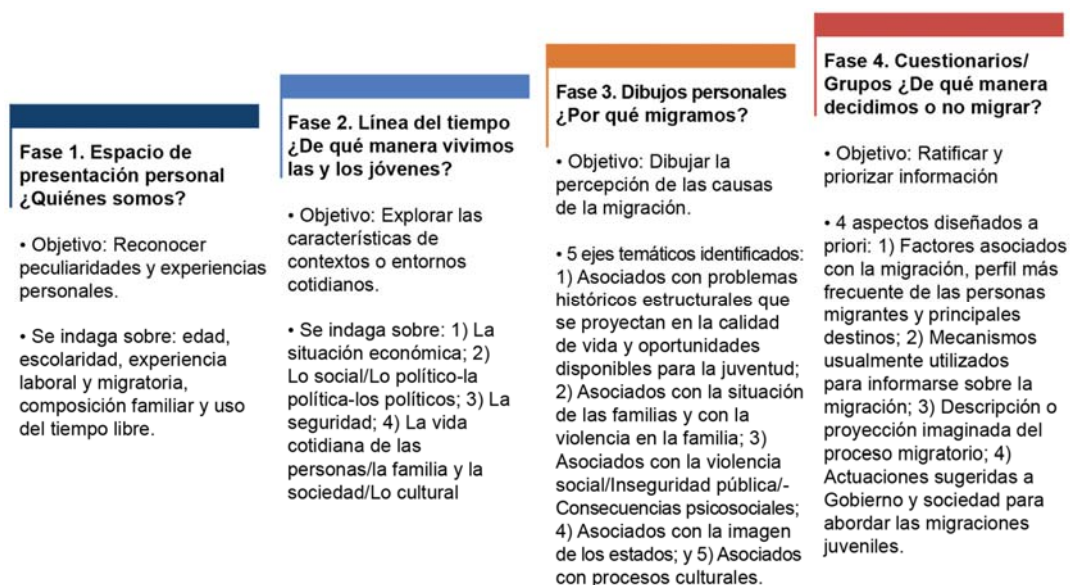 Fase 1. Espacio de
presentación personal
¿Quiénes somos?
• Objetivo: Reconocer
peculiaridades y experiencias
personales.
• Se indaga sobre: edad,
escolaridad, experiencia
laboral y migratoria,
composición familiar y uso
del tiempo libre.
Fase 2. Línea del tiempo
¿De qué manera vivimos
las y los jóvenes?
• Objetivo: Explorar las
características de
contextos o entornos
cotidianos.
• Se indaga sobre: 1) La
situación económica; 2)
Lo social/Lo político-la
política-los políticos; 3) La
seguridad; 4) La vida
cotidiana de las
personas/la familia y la
sociedad/Lo cultural
Fase 3. Dibujos personales
¿Por qué migramos?
• Objetivo: Dibujar la
percepción de las causas
de la migración.
• 5 ejes temáticos identificados:
1) Asociados con problemas
históricos estructurales que
se proyectan en la calidad
de vida y oportunidades
disponibles para la juventud;
2) Asociados con la situación
de las familias y con la
violencia en la familia; 3)
Asociados con la violencia
social/Inseguridad pública/-
Consecuencias psicosociales;
4) Asociados con la imagen
de los estados; y 5) Asociados
con procesos culturales.
Fase 4. Cuestionarios/
Grupos ¿De qué manera
decidimos o no migrar?
• Objetivo: Ratificar y
priorizar información
• 4 aspectos diseñados a
priori: 1) Factores asociados
con la migración, perfil más
frecuente de las personas
migrantes y principales
destinos; 2) Mecanismos
usualmente utilizados
para informarse sobre la
migración; 3) Descripción o
proyección imaginada del
proceso migratorio; 4)
Actuaciones sugeridas a
Gobierno y sociedad para
abordar las migraciones
juveniles.